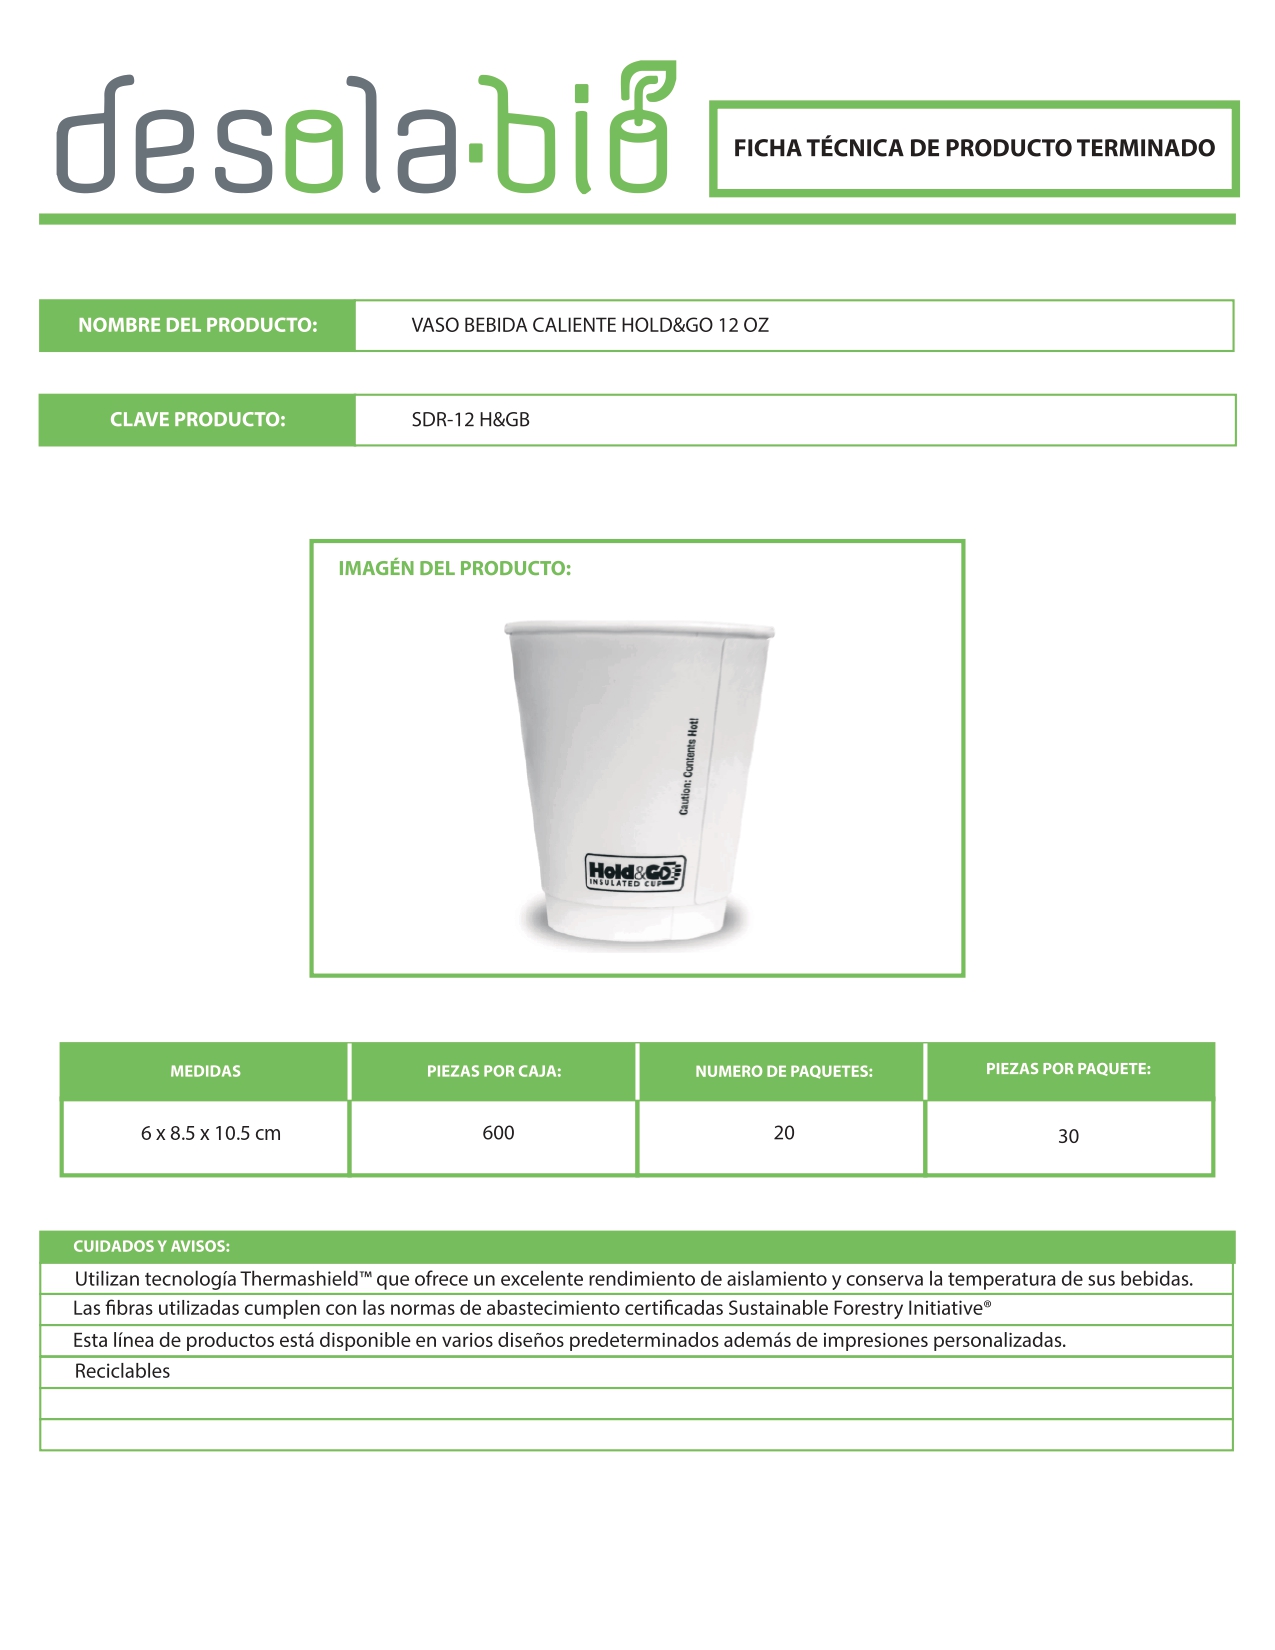 desola·bio
FICHA TÉCNICA DE PRODUCTO TERMINADO
NOMBRE DEL PRODUCTO: VASO BEBIDA CALIENTE HOLD&GO 12 OZ
CLAVE PRODUCTO: SDR-12 H&GB
IMAGÉN DEL PRODUCTO:
Caution: Contents Hot!
Hold&GO
INSULATED CUP
MEDIDAS PIEZAS POR CAJA: NUMERO DE PAQUETES: PIEZAS POR PAQUETE:
6 x 8.5 x 10.5 cm 600 20 30
CUIDADOS Y AVISOS:
Utilizan tecnología Thermashield™ que ofrece un excelente rendimiento de aislamiento y conserva la temperatura de sus bebidas.
Las fibras utilizadas cumplen con las normas de abastecimiento certificadas Sustainable Forestry Initiative®
Esta línea de productos está disponible en varios diseños predeterminados además de impresiones personalizadas.
Reciclables